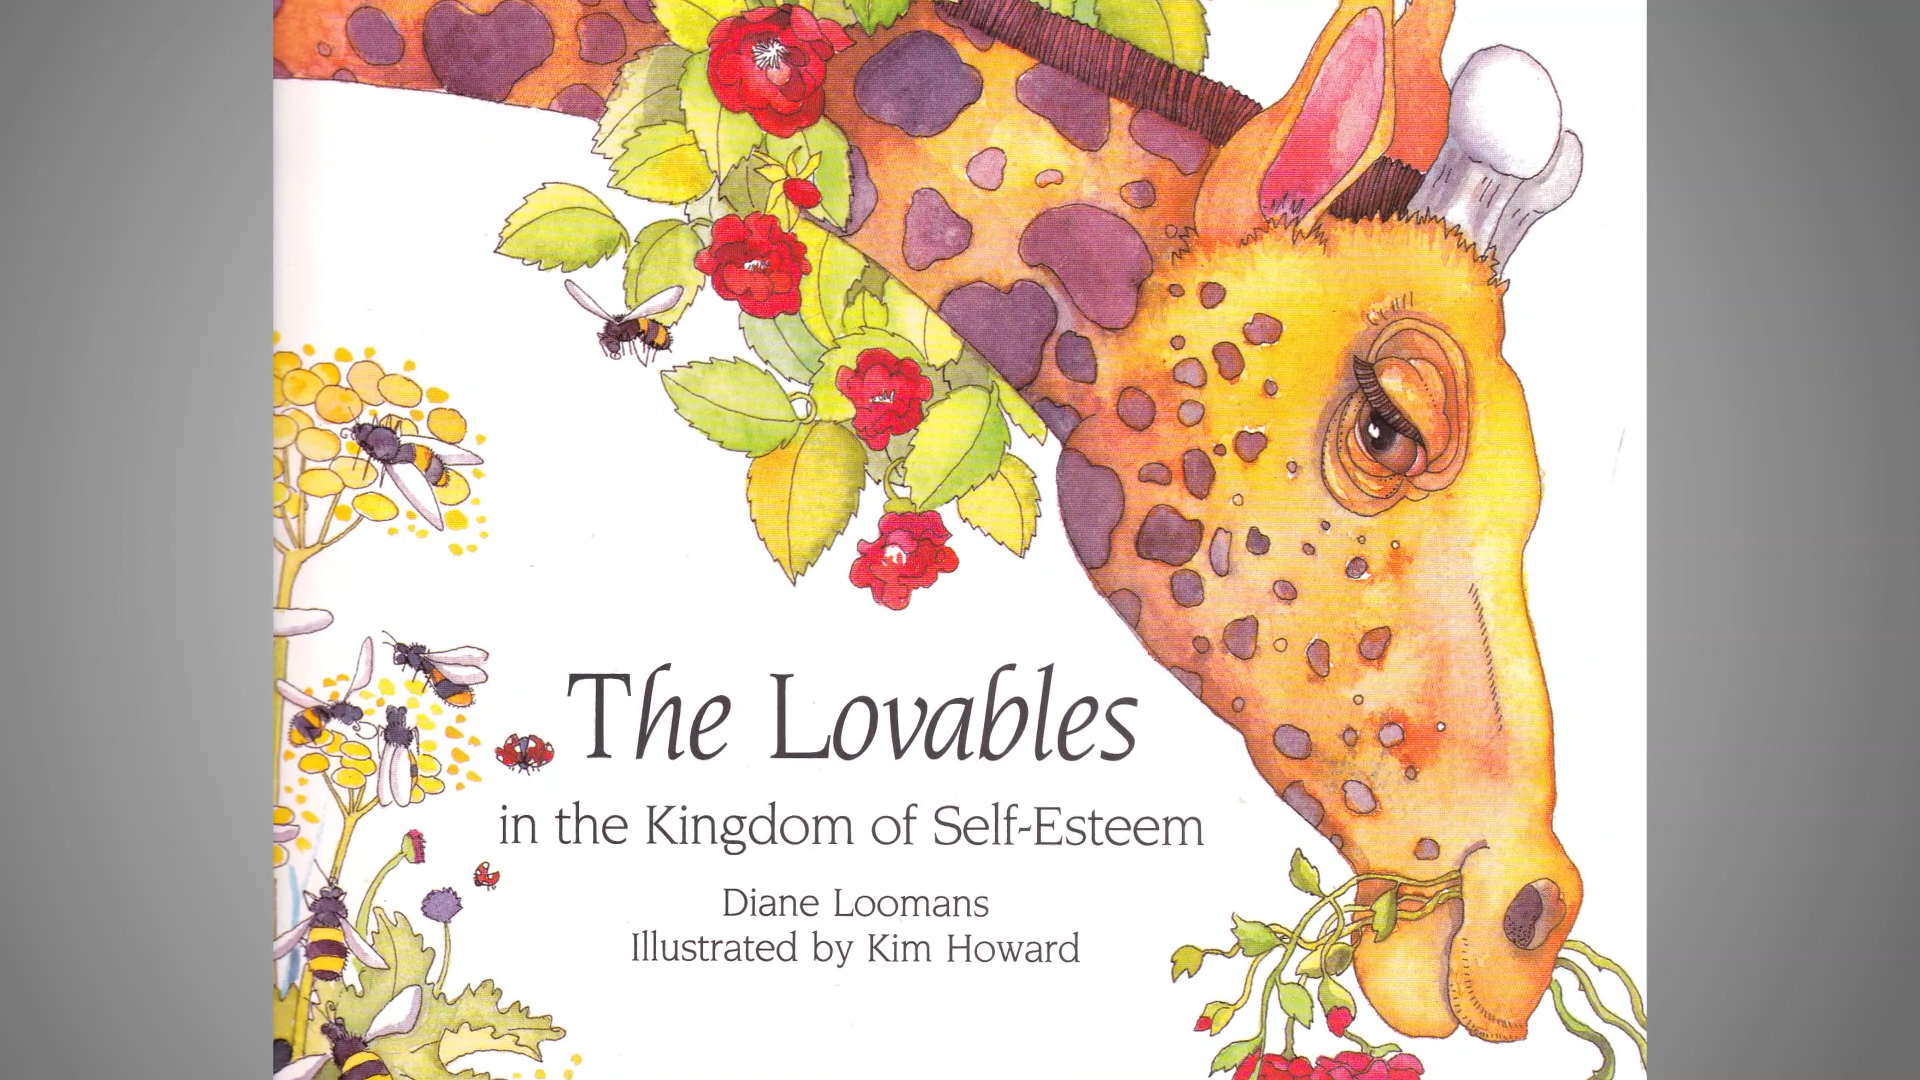 The Lovables
in the Kingdom of Self-Esteem
Diane Loomans
Illustrated by Kim Howard